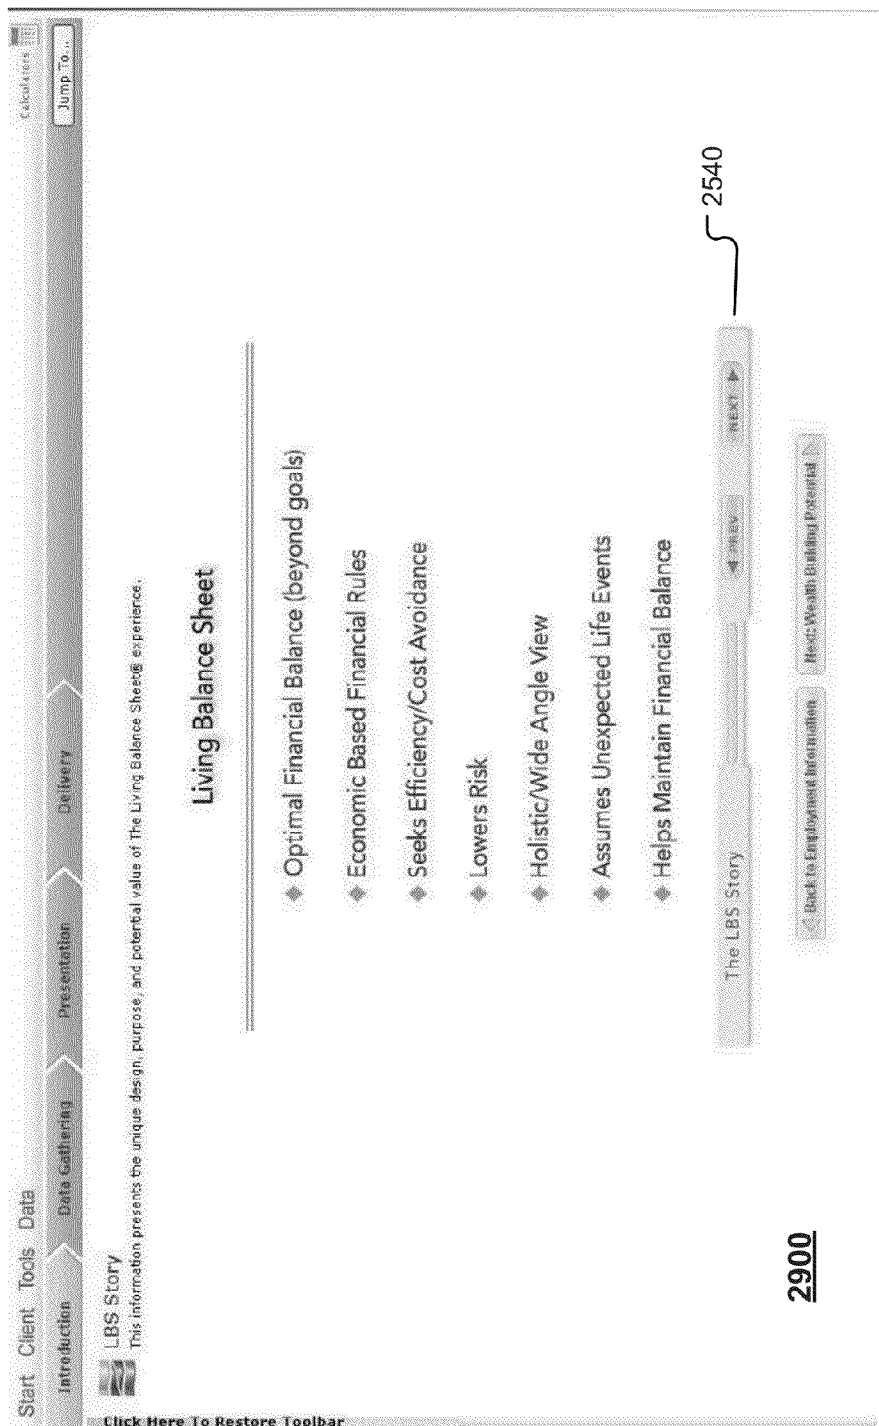 Start Client Tools Data
Calculators
Introduction
Data Gathering
Presentation
Delivery
Jump To...
LBS Story
This information presents the unique design, purpose, and potential value of The Living Balance Sheet® experience.
Living Balance Sheet
◆ Optimal Financial Balance (beyond goals)
◆ Economic Based Financial Rules
◆ Seeks Efficiency/Cost Avoidance
◆ Lowers Risk
◆ Holistic/Wide Angle View
◆ Assumes Unexpected Life Events
◆ Helps Maintain Financial Balance
The LBS Story
◀ PREV
NEXT ▶
2540
Back to Employment Information
Next: Wealth Building Potential
2900
Click Here To Restore Toolbar